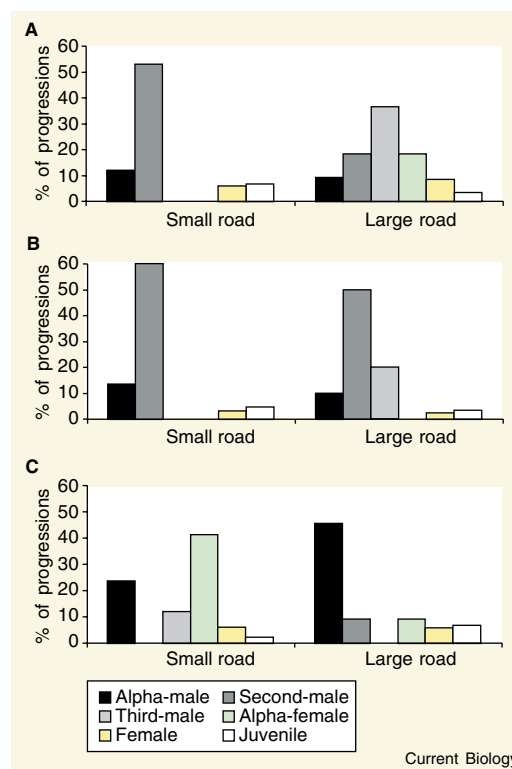 A
% of progressions
60
50
40
30
20
10
0
Small road Large road
B
% of progressions
60
50
40
30
20
10
0
Small road Large road
C
% of progressions
60
50
40
30
20
10
0
Small road Large road
Alpha-male Second-male
Third-male Alpha-female
Female Juvenile
Current Biology